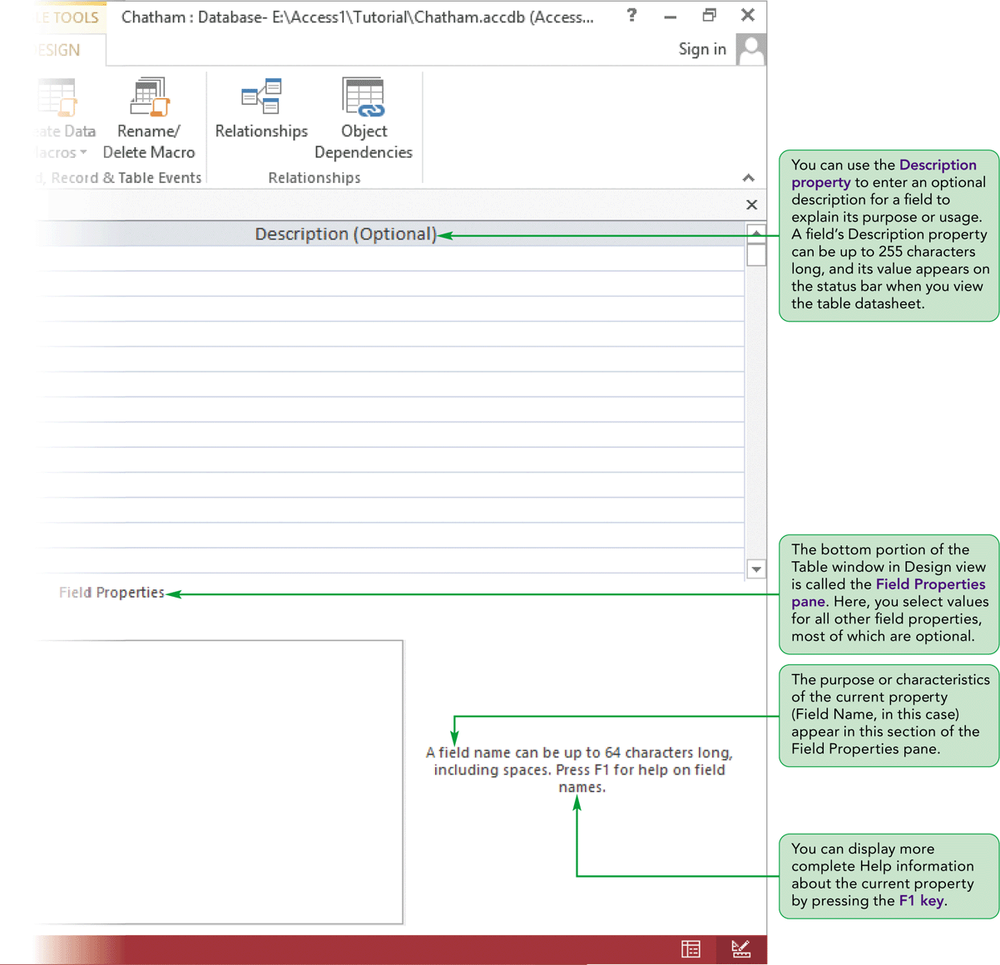 LE TOOLS
Chatham : Database- E:\Access1\Tutorial\Chatham.accdb (Access...
?
ESIGN
Sign in
ate Data
acros
Rename/
Delete Macro
Relationships
Object
Dependencies
d, Record & Table Events
Relationships
Description (Optional)
You can use the Description
property to enter an optional
description for a field to
explain its purpose or usage.
A field’s Description property
can be up to 255 characters
long, and its value appears on
the status bar when you view
the table datasheet.
Field Properties
The bottom portion of the
Table window in Design view
is called the Field Properties
pane. Here, you select values
for all other field properties,
most of which are optional.
The purpose or characteristics
of the current property
(Field Name, in this case)
appear in this section of the
Field Properties pane.
A field name can be up to 64 characters long,
including spaces. Press F1 for help on field
names.
You can display more
complete Help information
about the current property
by pressing the F1 key.